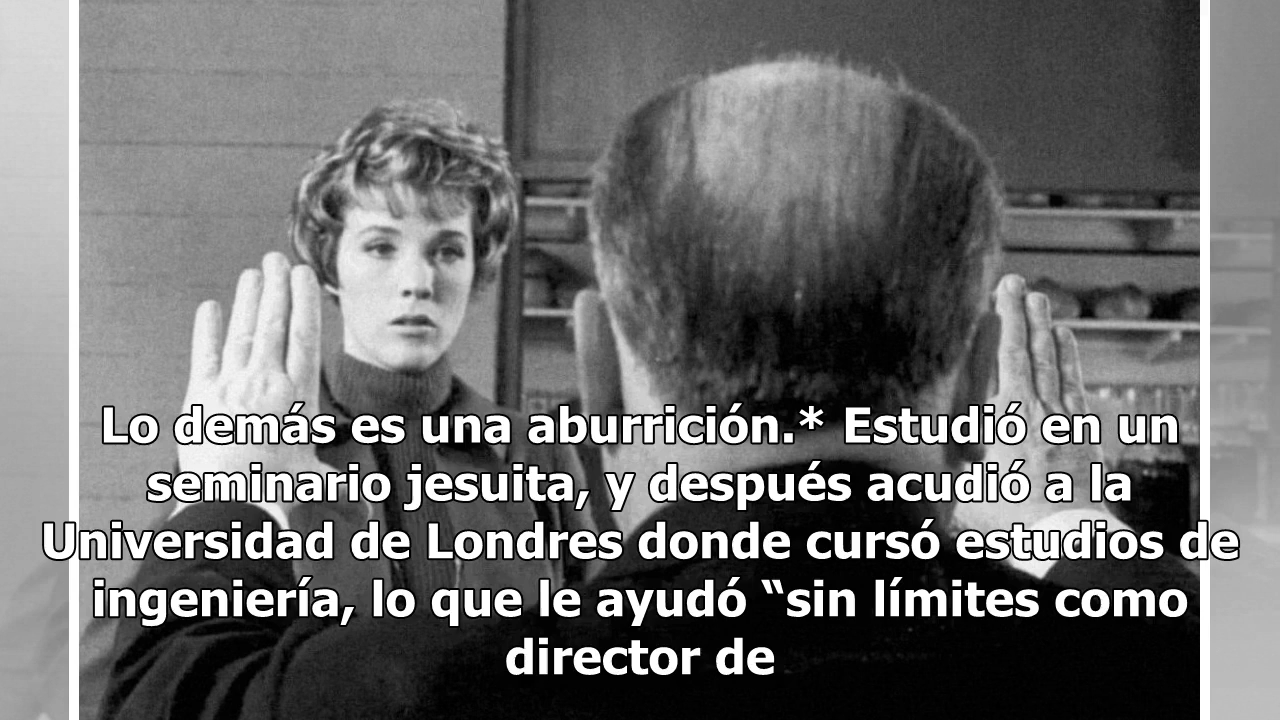 Lo demás es una aburrición.* Estudió en un
seminario jesuita, y después acudió a la
Universidad de Londres donde cursó estudios de
ingeniería, lo que le ayudó “sin límites como
director de